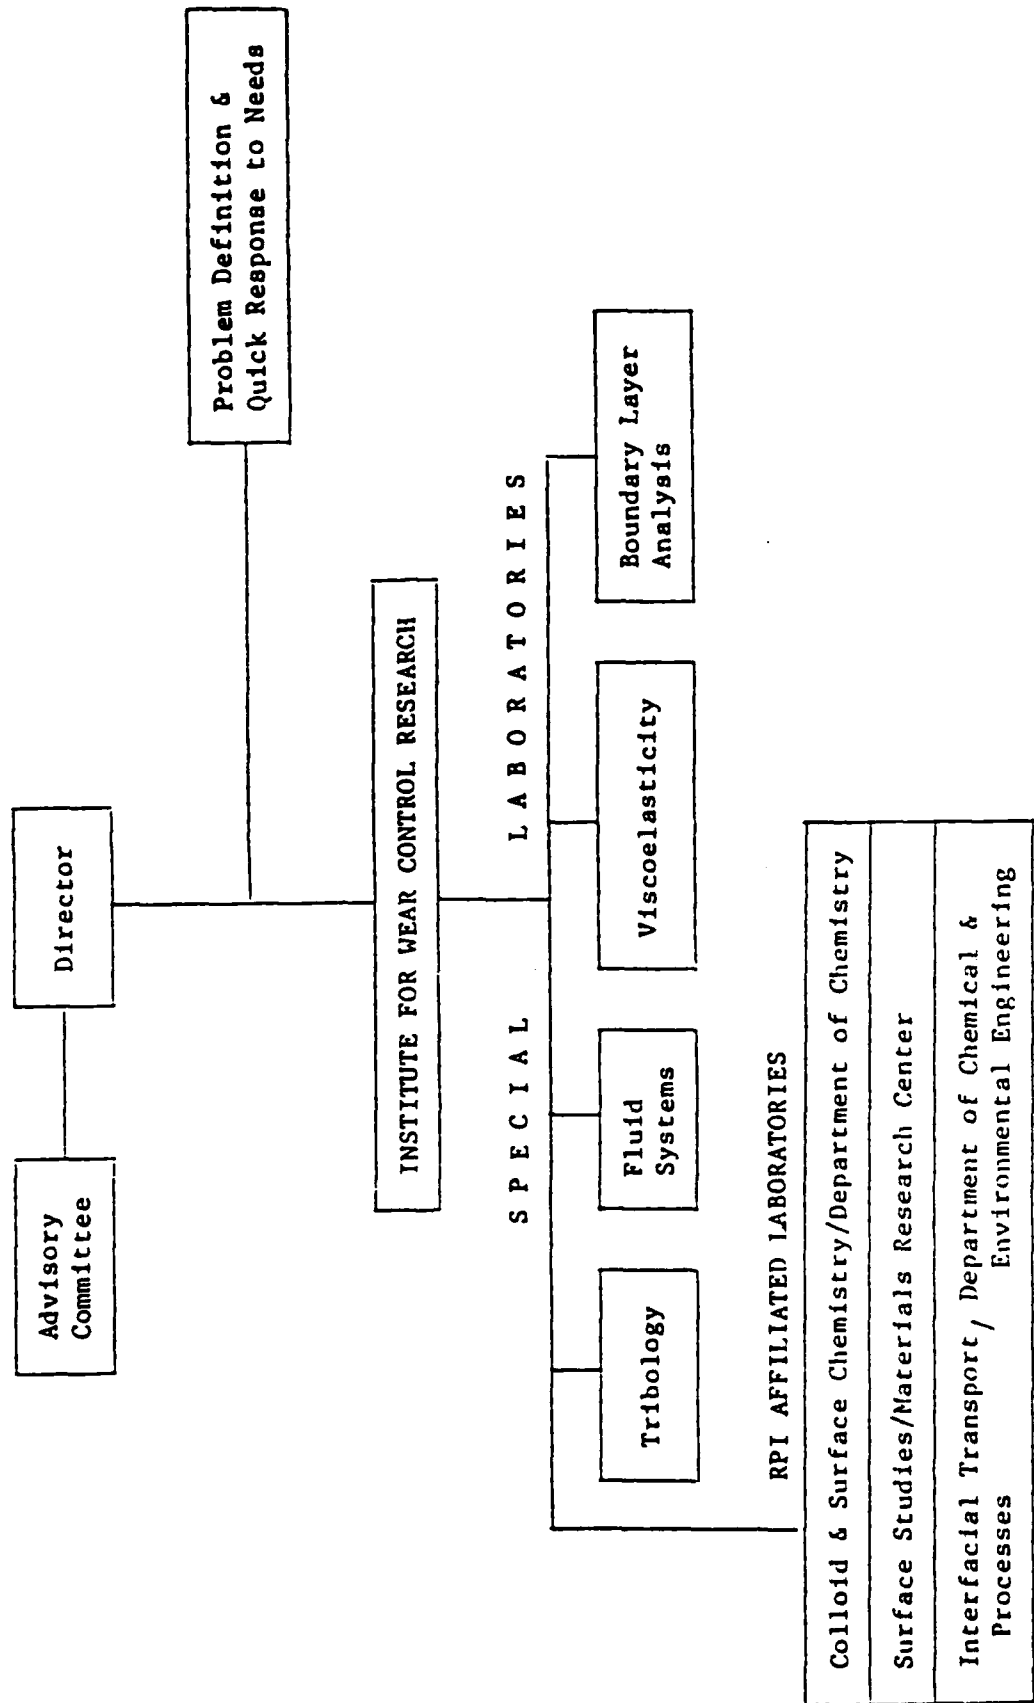 Advisory
Committee
Director
Problem Definition &
Quick Response to Needs
INSTITUTE FOR WEAR CONTROL RESEARCH
SPECIAL LABORATORIES
Tribology
Fluid
Systems
Viscoelasticity
Boundary Layer
Analysis
RPI AFFILIATED LABORATORIES
Colloid & Surface Chemistry/Department of Chemistry
Surface Studies/Materials Research Center
Interfacial Transport / Department of Chemical &
Processes / Environmental Engineering